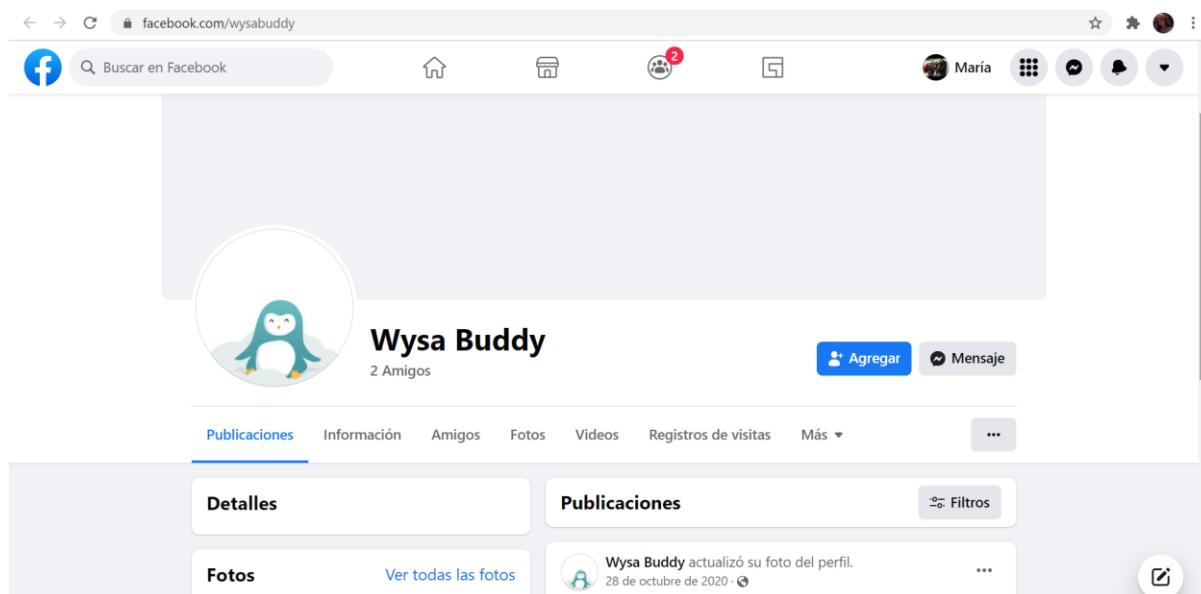 facebook.com/wysabuddy
Buscar en Facebook
2
María
Wysa Buddy
2 Amigos
Agregar
Mensaje
Publicaciones Información Amigos Fotos Videos Registros de visitas Más
Detalles
Publicaciones
Filtros
Fotos
Ver todas las fotos
Wysa Buddy actualizó su foto del perfil.
28 de octubre de 2020 ·